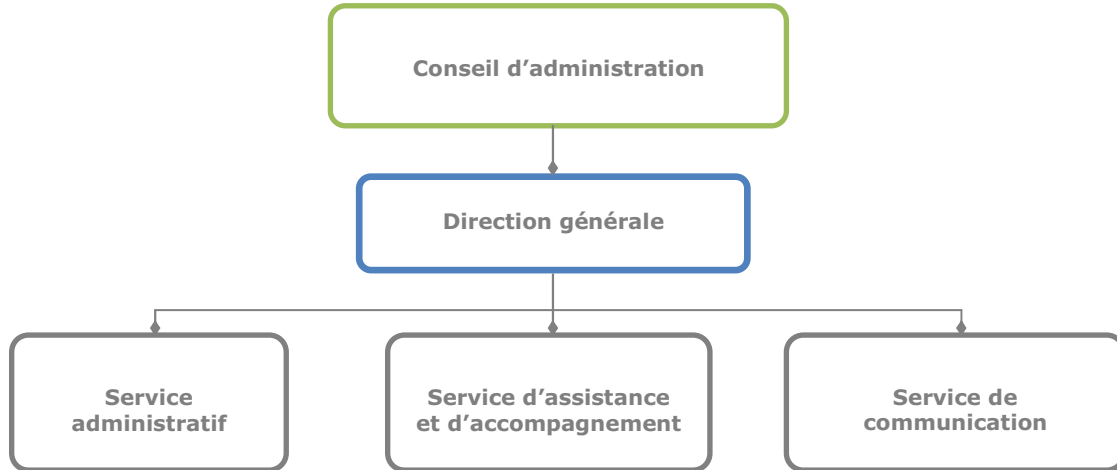 Conseil d’administration
Direction générale
Service
administratif
Service d’assistance
et d’accompagnement
Service de
communication